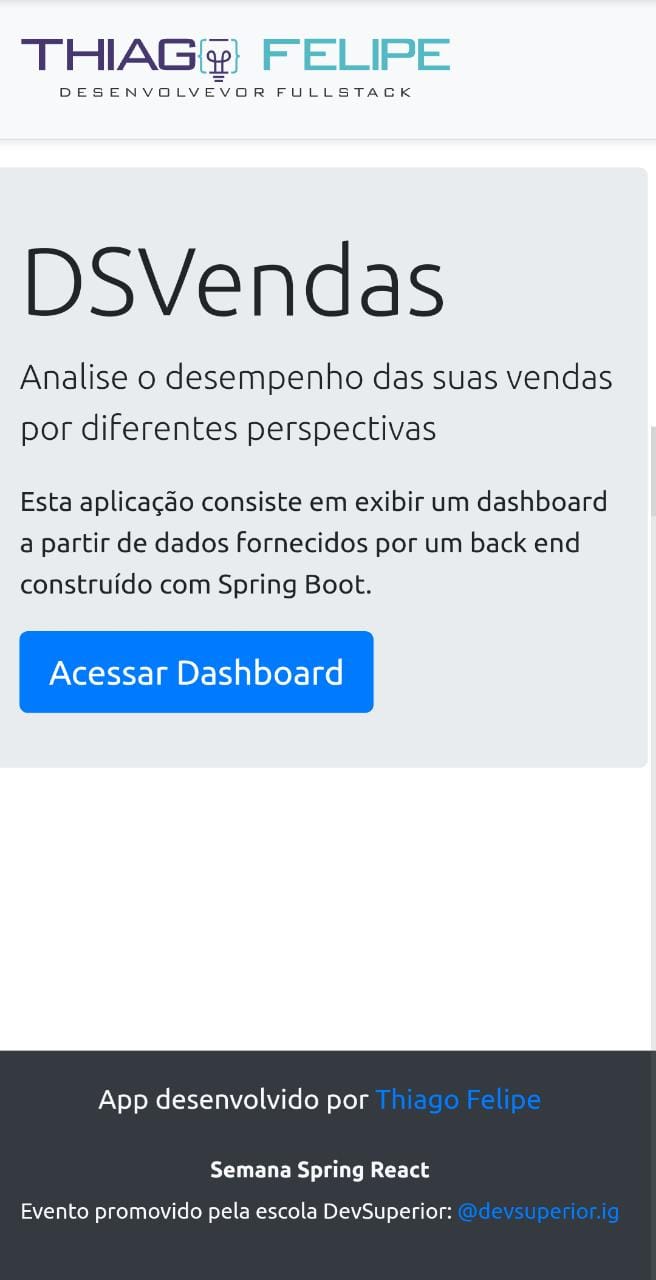 THIAGO FELIPE
DESENVOLVEVOR FULLSTACK
DSVendas
Analise o desempenho das suas vendas
por diferentes perspectivas
Esta aplicação consiste em exibir um dashboard
a partir de dados fornecidos por um back end
construído com Spring Boot.
Acessar Dashboard
App desenvolvido por Thiago Felipe
Semana Spring React
Evento promovido pela escola DevSuperior: @devsuperior.ig